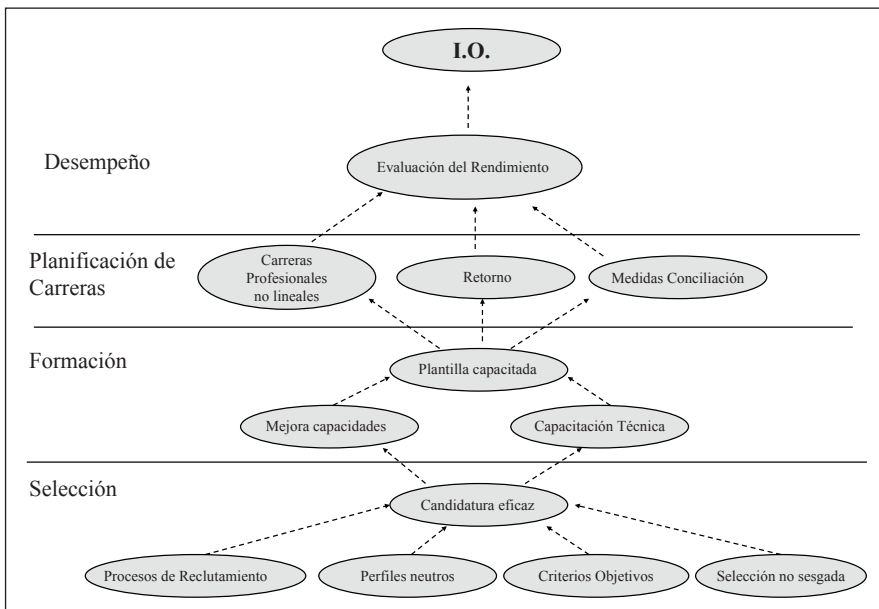 I.O.
Desempeño
Evaluación del Rendimiento
Planificación de
Carreras
Carreras
Profesionales
no lineales
Retorno
Medidas Conciliación
Formación
Plantilla capacitada
Mejora capacidades
Capacitación Técnica
Selección
Candidatura eficaz
Procesos de Reclutamiento
Perfiles neutros
Criterios Objetivos
Selección no sesgada